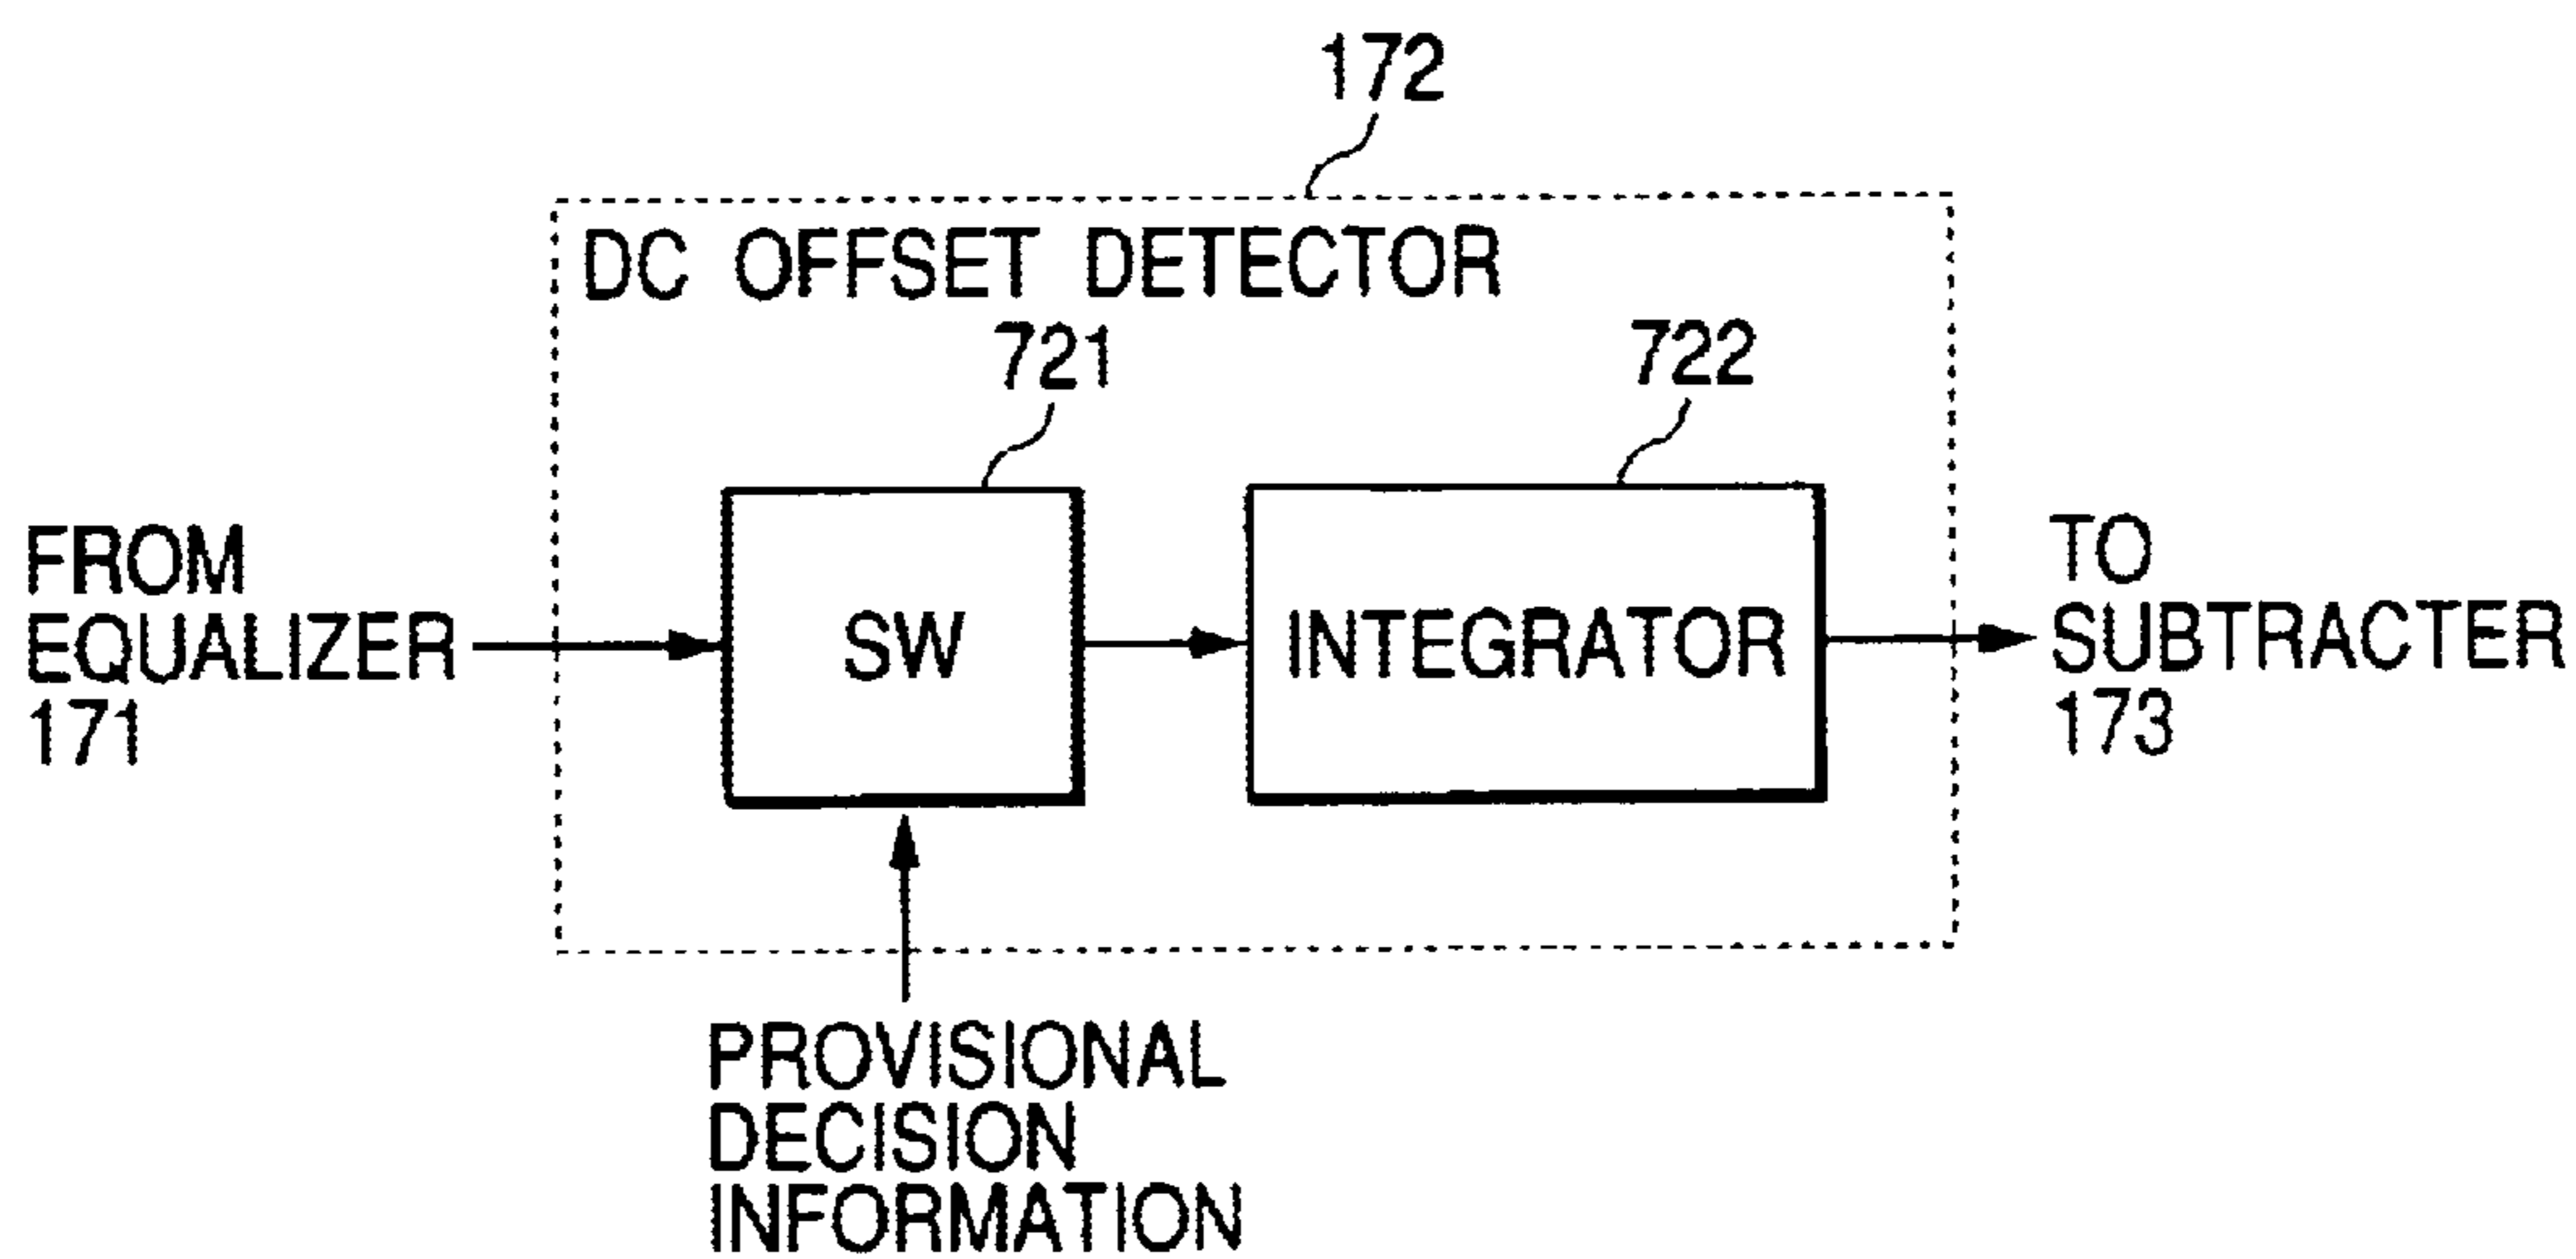 172
DC OFFSET DETECTOR
721
722
FROM
EQUALIZER
171
SW
INTEGRATOR
TO
SUBTRACTER
173
PROVISIONAL
DECISION
INFORMATION